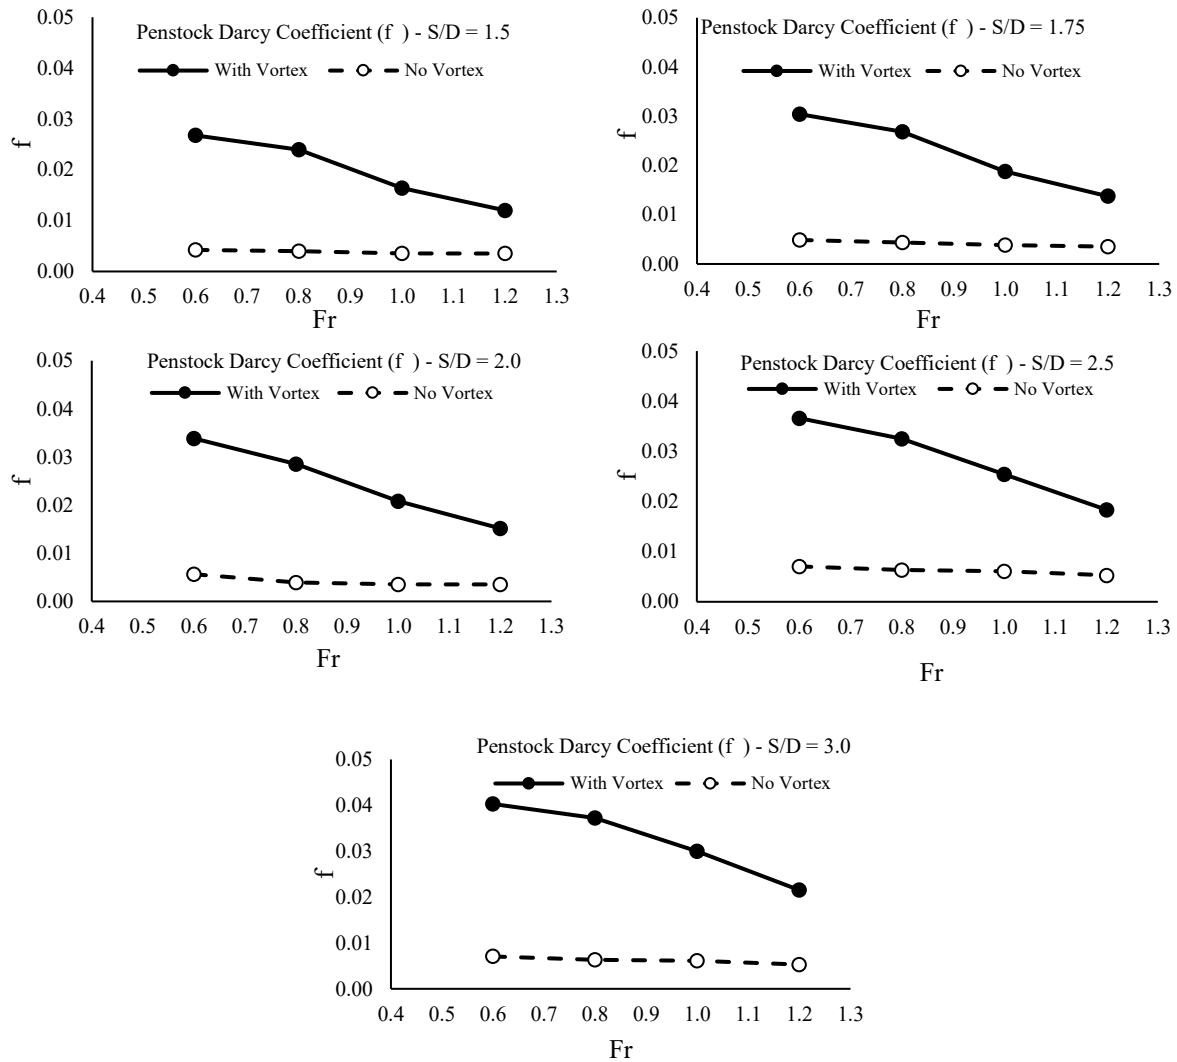 Penstock Darcy Coefficient (f ) - S/D = 1.5
With Vortex No Vortex
0.05
0.04
0.03
0.02
0.01
0.00
f
0.4 0.5 0.6 0.7 0.8 0.9 1.0 1.1 1.2 1.3
Fr
Penstock Darcy Coefficient (f ) - S/D = 1.75
With Vortex No Vortex
0.05
0.04
0.03
0.02
0.01
0.00
f
0.4 0.5 0.6 0.7 0.8 0.9 1.0 1.1 1.2 1.3
Fr
Penstock Darcy Coefficient (f ) - S/D = 2.0
With Vortex No Vortex
0.05
0.04
0.03
0.02
0.01
0.00
f
0.4 0.5 0.6 0.7 0.8 0.9 1.0 1.1 1.2 1.3
Fr
Penstock Darcy Coefficient (f ) - S/D = 2.5
With Vortex No Vortex
0.05
0.04
0.03
0.02
0.01
0.00
f
0.4 0.5 0.6 0.7 0.8 0.9 1.0 1.1 1.2 1.3
Fr
Penstock Darcy Coefficient (f ) - S/D = 3.0
With Vortex No Vortex
0.05
0.04
0.03
0.02
0.01
0.00
f
0.4 0.5 0.6 0.7 0.8 0.9 1.0 1.1 1.2 1.3
Fr